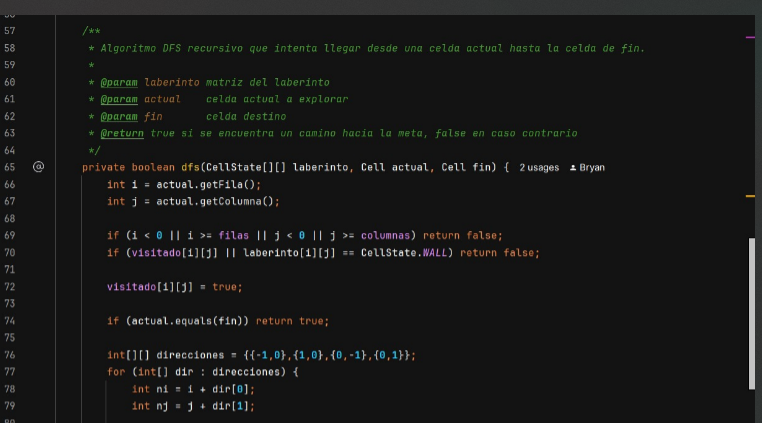 57 /**
58 * Algoritmo DFS recursivo que intenta llegar desde una celda actual hasta la celda de fin.
59 *
60 * @param laberinto matriz del laberinto
61 * @param actual celda actual a explorar
62 * @param fin celda destino
63 * @return true si se encuentra un camino hacia la meta, false en caso contrario
64 */
65 @ private boolean dfs(CellState[][] laberinto, Cell actual, Cell fin) { 2 usages Bryan
66 int i = actual.getFila();
67 int j = actual.getColumna();
68
69 if (i < 0 || i >= filas || j < 0 || j >= columnas) return false;
70 if (visitado[i][j] || laberinto[i][j] == CellState.WALL) return false;
71
72 visitado[i][j] = true;
73
74 if (actual.equals(fin)) return true;
75
76 int[][] direcciones = {{-1,0},{1,0},{0,-1},{0,1}};
77 for (int[] dir : direcciones) {
78 int ni = i + dir[0];
79 int nj = j + dir[1];